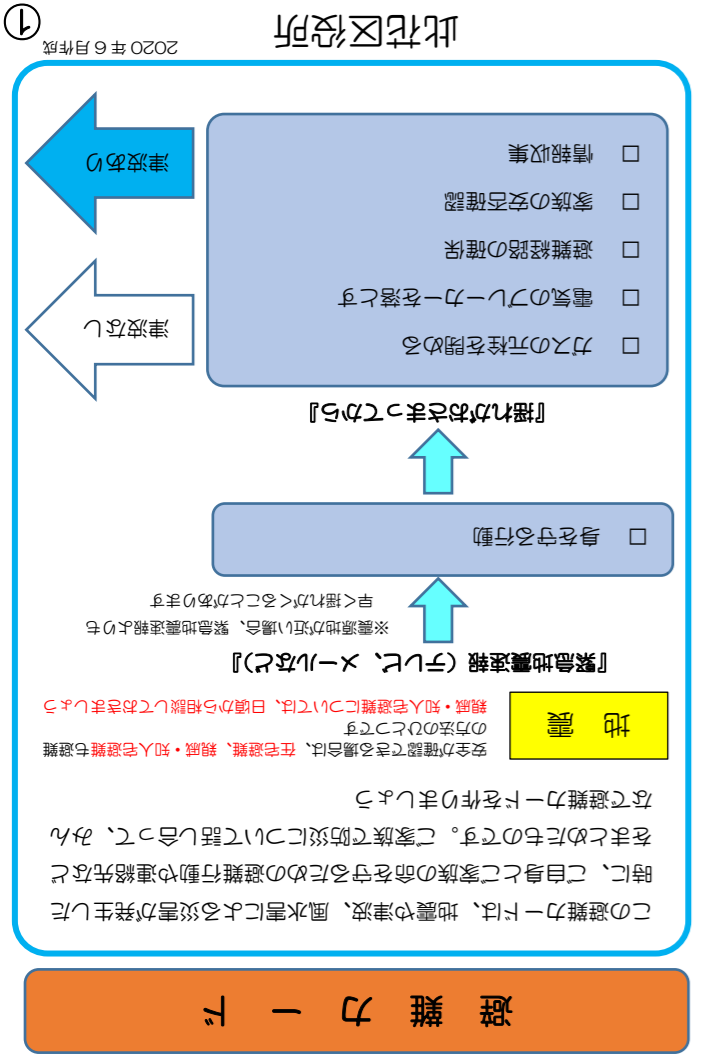 避難カード
この避難カードは、地震や津波、風水害による災害が発生した
時に、ご自身とご家族の命を守るための避難行動や連絡先など
をまとめたものです。ご家族で防災について話し合って、みん
なで避難カードを作りましょう
地 震
安全が確認できる場合は、在宅避難、親戚・知人宅避難も避難
の方法のひとつです
親戚・知人宅避難については、日頃から相談しておきましょう
『緊急地震速報（テレビ、メールなど）』
※震源地が近い場合、緊急地震速報よりも
早く揺れがくることがあります
□ 身を守る行動
『揺れがおさまってから』
□ ガスの元栓を閉める
□ 電気のブレーカーを落とす
□ 避難経路の確保
□ 家族の安否確認
□ 情報収集
津波なし
津波あり
此花区役所
2020年6月作成
①